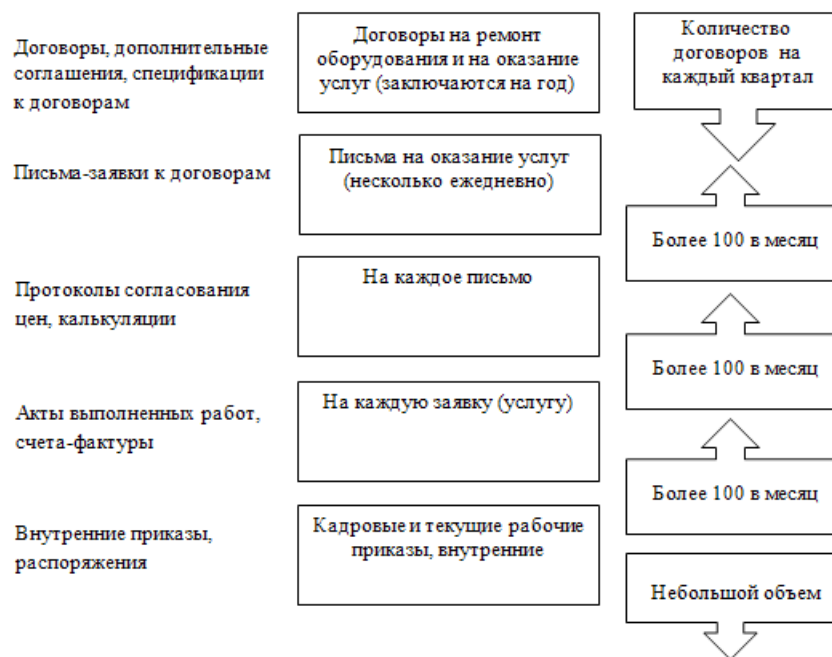 Договоры, дополнительные
соглашения, спецификации
к договорам
Договоры на ремонт
оборудования и на оказание
услуг (заключаются на год)
Количество
договоров на
каждый квартал
Письма-заявки к договорам
Письма на оказание услуг
(несколько ежедневно)
Более 100 в месяц
Протоколы согласования
цен, калькуляции
На каждое письмо
Более 100 в месяц
Акты выполненных работ,
счета-фактуры
На каждую заявку (услугу)
Более 100 в месяц
Внутренние приказы,
распоряжения
Кадровые и текущие рабочие
приказы, внутренние
Небольшой объем